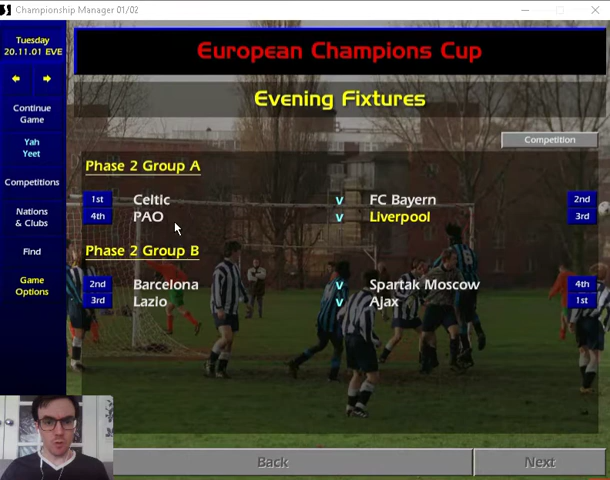 Championship Manager 01/02
Tuesday
20.11.01 EVE
European Champions Cup
Evening Fixtures
Continue
Game
Competition
Yah
Yeet
Phase 2 Group A
Competitions
1st Celtic v FC Bayern 2nd
4th PAO v Liverpool 3rd
Nations
& Clubs
Find
Phase 2 Group B
Game
Options
2nd Barcelona v Spartak Moscow 4th
3rd Lazio v Ajax 1st
Back Next